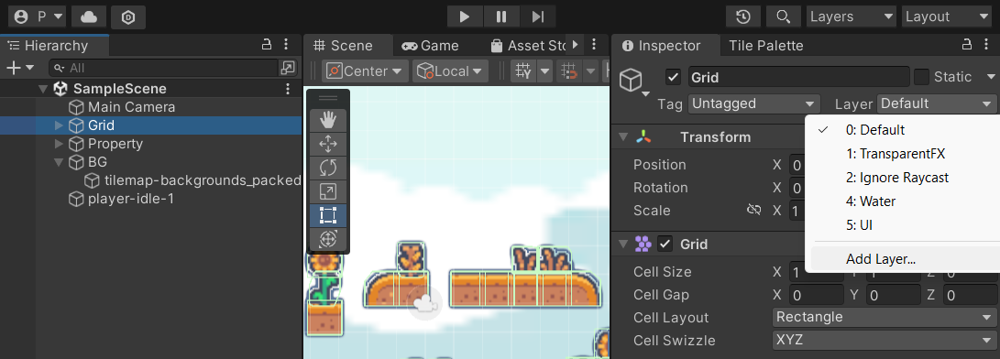 P
Layers
Layout
Hierarchy
All
SampleScene
Main Camera
Grid
Property
BG
tilemap-backgrounds_packed
player-idle-1
Scene
Game
Asset Sto
Center
Local
Inspector
Tile Palette
Grid
Static
Tag Untagged
Layer Default
0: Default
1: TransparentFX
2: Ignore Raycast
4: Water
5: UI
Add Layer...
Transform
Position X 0
Rotation X 0
Scale X 1
Grid
Cell Size X 1 Y 1 Z 0
Cell Gap X 0 Y 0 Z 0
Cell Layout Rectangle
Cell Swizzle XYZ